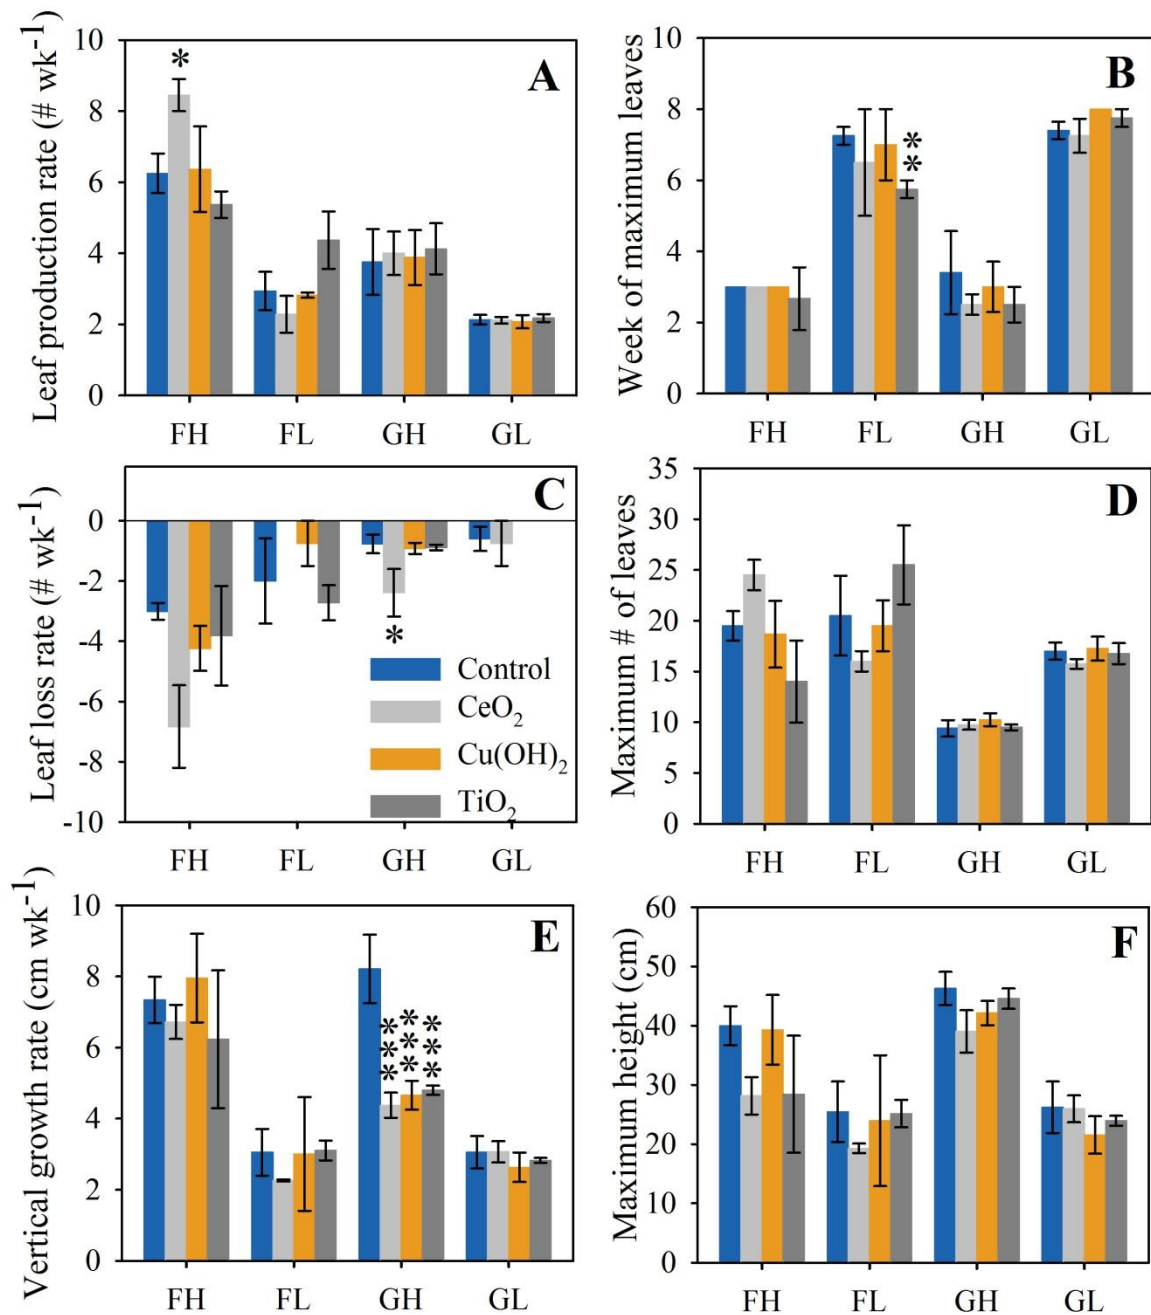 Leaf production rate (# wk⁻¹)
10
8
6
4
2
0
*
A
FH FL GH GL
Week of maximum leaves
10
8
6
4
2
0
**
B
FH FL GH GL
Leaf loss rate (# wk⁻¹)
0
-2
-4
-6
-8
-10
C
*
Control
CeO₂
Cu(OH)₂
TiO₂
FH FL GH GL
Maximum # of leaves
35
30
25
20
15
10
5
0
D
FH FL GH GL
Vertical growth rate (cm wk⁻¹)
10
8
6
4
2
0
E
*** *** ***
FH FL GH GL
Maximum height (cm)
60
50
40
30
20
10
0
F
FH FL GH GL